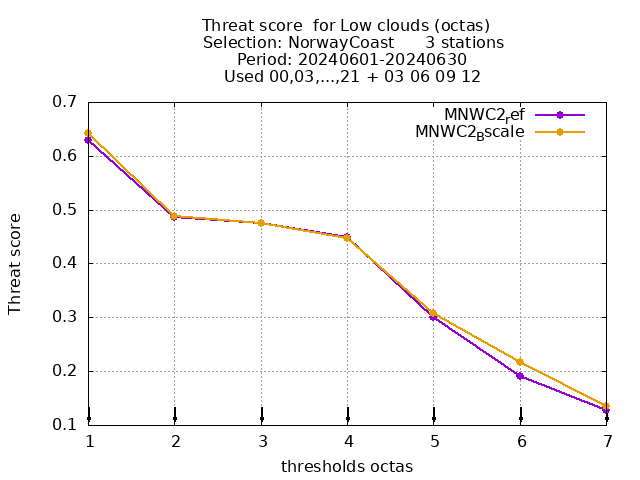 Threat score  for Low clouds (octas)
Selection: NorwayCoast      3 stations
Period: 20240601-20240630
Used 00,03,...,21 + 03 06 09 12
MNWC2ref
MNWC2Bscale
0.7
0.6
0.5
0.4
0.3
0.2
0.1
Threat score
1 2 3 4 5 6 7
thresholds octas